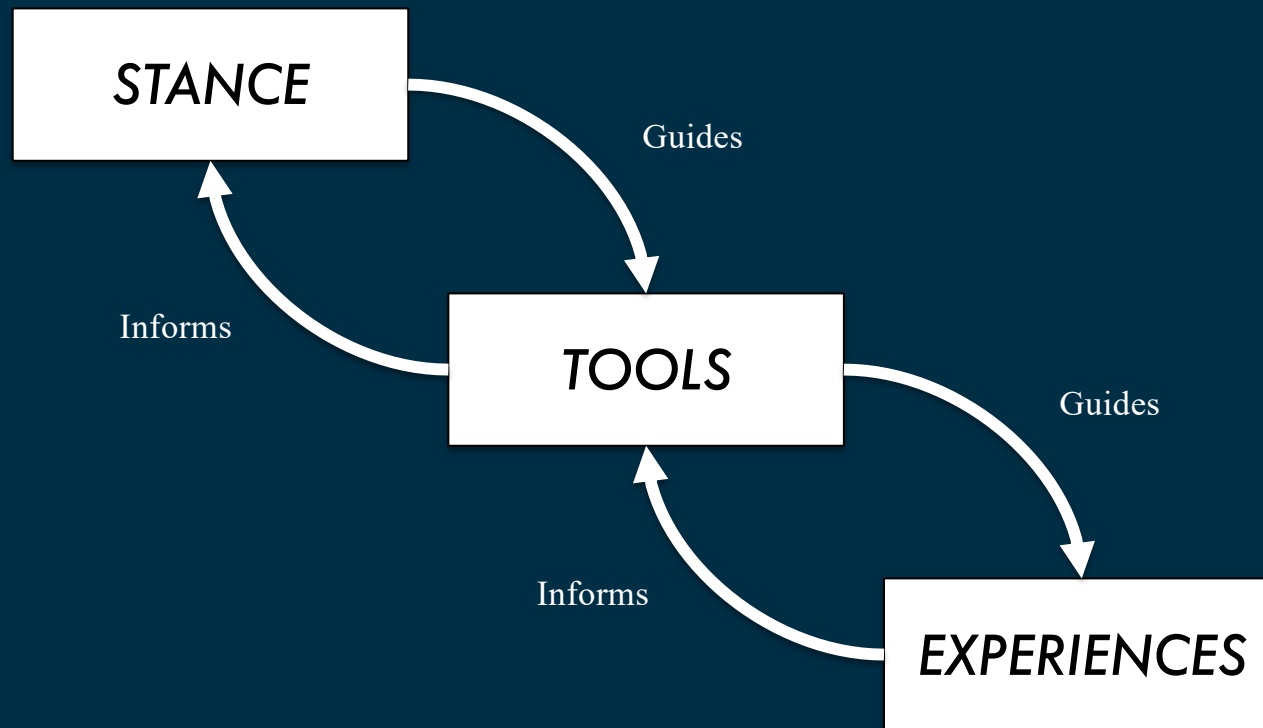 STANCE
Guides
Informs
TOOLS
Guides
Informs
EXPERIENCES